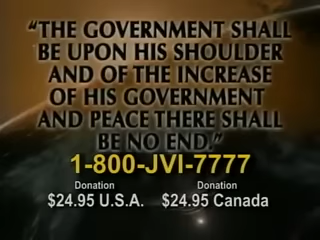 “THE GOVERNMENT SHALL
BE UPON HIS SHOULDER
AND OF THE INCREASE
OF HIS GOVERNMENT
AND PEACE THERE SHALL
BE NO END.”
1-800-JVI-7777
Donation Donation
$24.95 U.S.A. $24.95 Canada